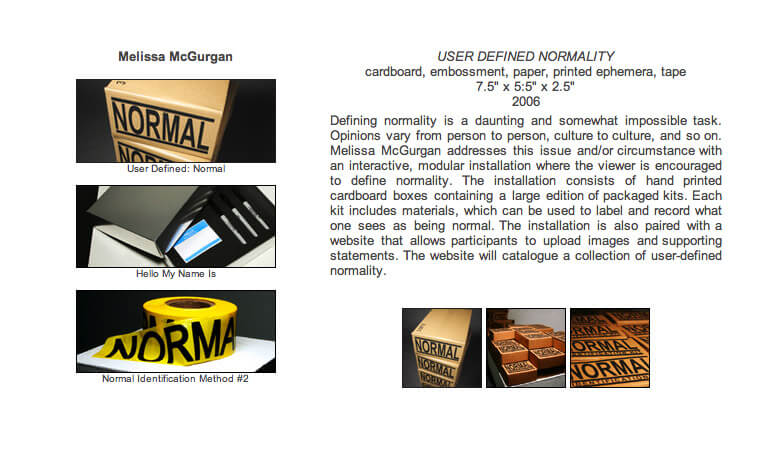 Melissa McGurgan
NORMAL
NO
User Defined: Normal
Hello My Name Is
NORMA
Normal Identification Method #2
USER DEFINED NORMALITY
cardboard, embossment, paper, printed ephemera, tape
7.5" x 5:5" x 2.5"
2006
Defining normality is a daunting and somewhat impossible task.
Opinions vary from person to person, culture to culture, and so on.
Melissa McGurgan addresses this issue and/or circumstance with
an interactive, modular installation where the viewer is encouraged
to define normality. The installation consists of hand printed
cardboard boxes containing a large edition of packaged kits. Each
kit includes materials, which can be used to label and record what
one sees as being normal. The installation is also paired with a
website that allows participants to upload images and supporting
statements. The website will catalogue a collection of user-defined
normality.
NORMAL
NORMAL
NORMAL
NORMAL
NORMAL
IDENTIFICATION